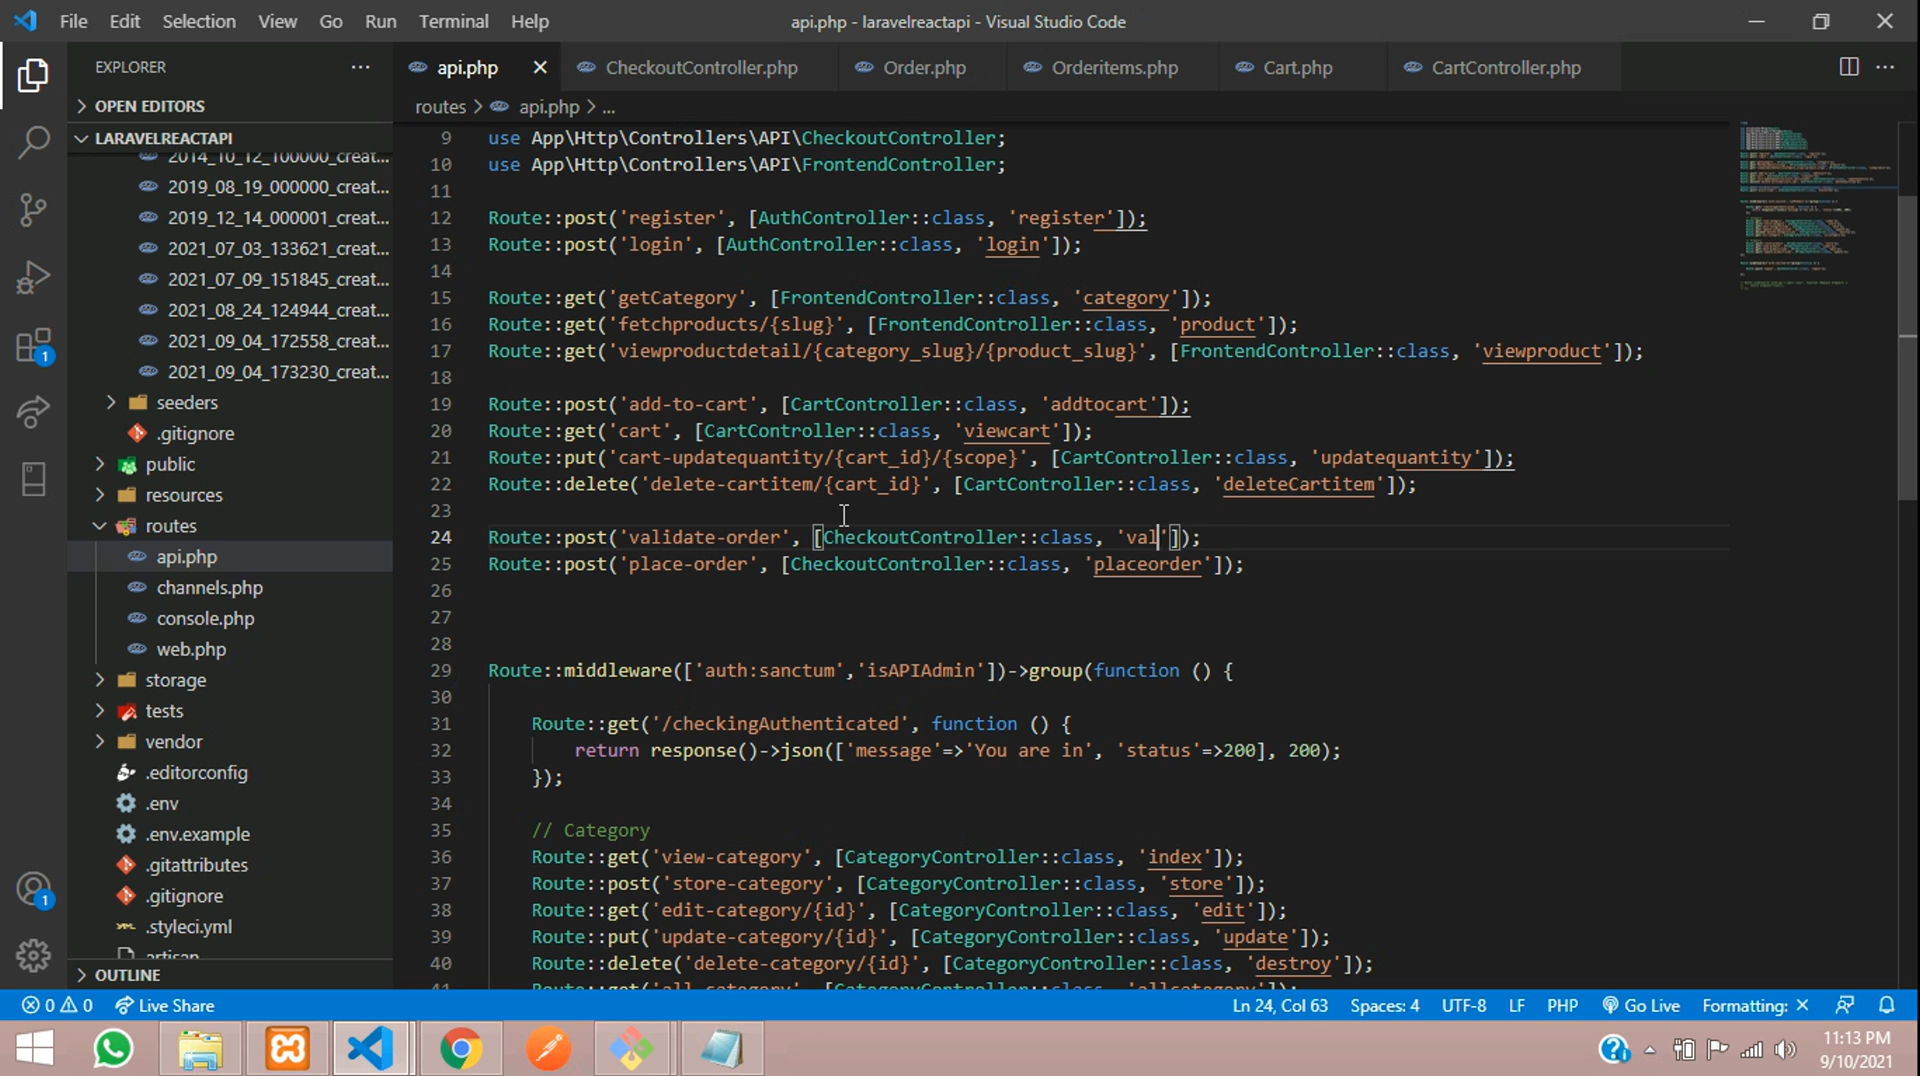 File Edit Selection View Go Run Terminal Help
api.php - laravelreactapi - Visual Studio Code
EXPLORER
OPEN EDITORS
LARAVELREACTAPI
2014_10_12_100000_creat...
2019_08_19_000000_creat...
2019_12_14_000001_creat...
2021_07_03_133621_creat...
2021_07_09_151845_creat...
2021_08_24_124944_creat...
2021_09_04_172558_creat...
2021_09_04_173230_creat...
seeders
.gitignore
public
resources
routes
api.php
channels.php
console.php
web.php
storage
tests
vendor
.editorconfig
.env
.env.example
.gitattributes
.gitignore
.styleci.yml
artisan
OUTLINE
1
1
api.php CheckoutController.php Order.php Orderitems.php Cart.php CartController.php
routes > api.php > ...
9 use App\Http\Controllers\API\CheckoutController;
10 use App\Http\Controllers\API\FrontendController;
11
12 Route::post('register', [AuthController::class, 'register']);
13 Route::post('login', [AuthController::class, 'login']);
14
15 Route::get('getCategory', [FrontendController::class, 'category']);
16 Route::get('fetchproducts/{slug}', [FrontendController::class, 'product']);
17 Route::get('viewproductdetail/{category_slug}/{product_slug}', [FrontendController::class, 'viewproduct']);
18
19 Route::post('add-to-cart', [CartController::class, 'addtocart']);
20 Route::get('cart', [CartController::class, 'viewcart']);
21 Route::put('cart-updatequantity/{cart_id}/{scope}', [CartController::class, 'updatequantity']);
22 Route::delete('delete-cartitem/{cart_id}', [CartController::class, 'deleteCartitem']);
23
24 Route::post('validate-order', [CheckoutController::class, 'val']);
25 Route::post('place-order', [CheckoutController::class, 'placeorder']);
26
27
28
29 Route::middleware(['auth:sanctum','isAPIAdmin'])->group(function () {
30
31 Route::get('/checkingAuthenticated', function () {
32 return response()->json(['message'=>'You are in', 'status'=>200], 200);
33 });
34
35 // Category
36 Route::get('view-category', [CategoryController::class, 'index']);
37 Route::post('store-category', [CategoryController::class, 'store']);
38 Route::get('edit-category/{id}', [CategoryController::class, 'edit']);
39 Route::put('update-category/{id}', [CategoryController::class, 'update']);
40 Route::delete('delete-category/{id}', [CategoryController::class, 'destroy']);
41 Route::get('all-category', [CategoryController::class, 'allcategory']);
0 0 Live Share
Ln 24, Col 63 Spaces: 4 UTF-8 LF PHP Go Live Formatting: ×
11:13 PM
9/10/2021